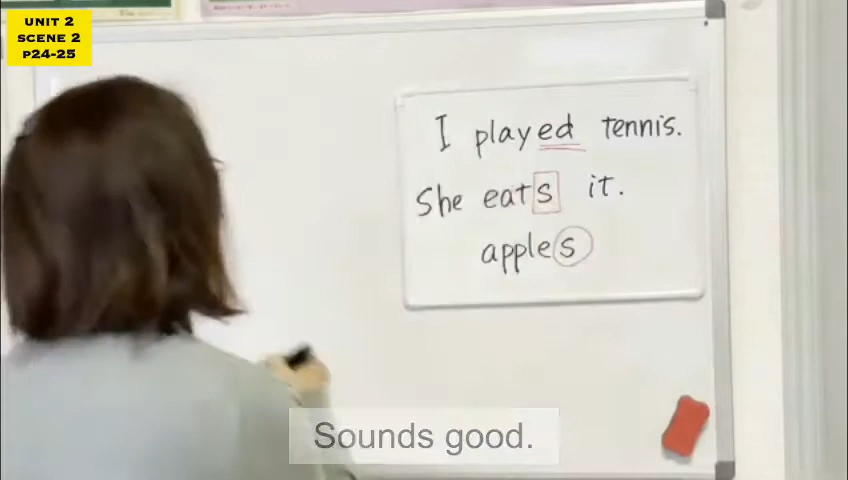 UNIT 2
SCENE 2
P24-25
I played tennis.
She eats it.
apples
Sounds good.